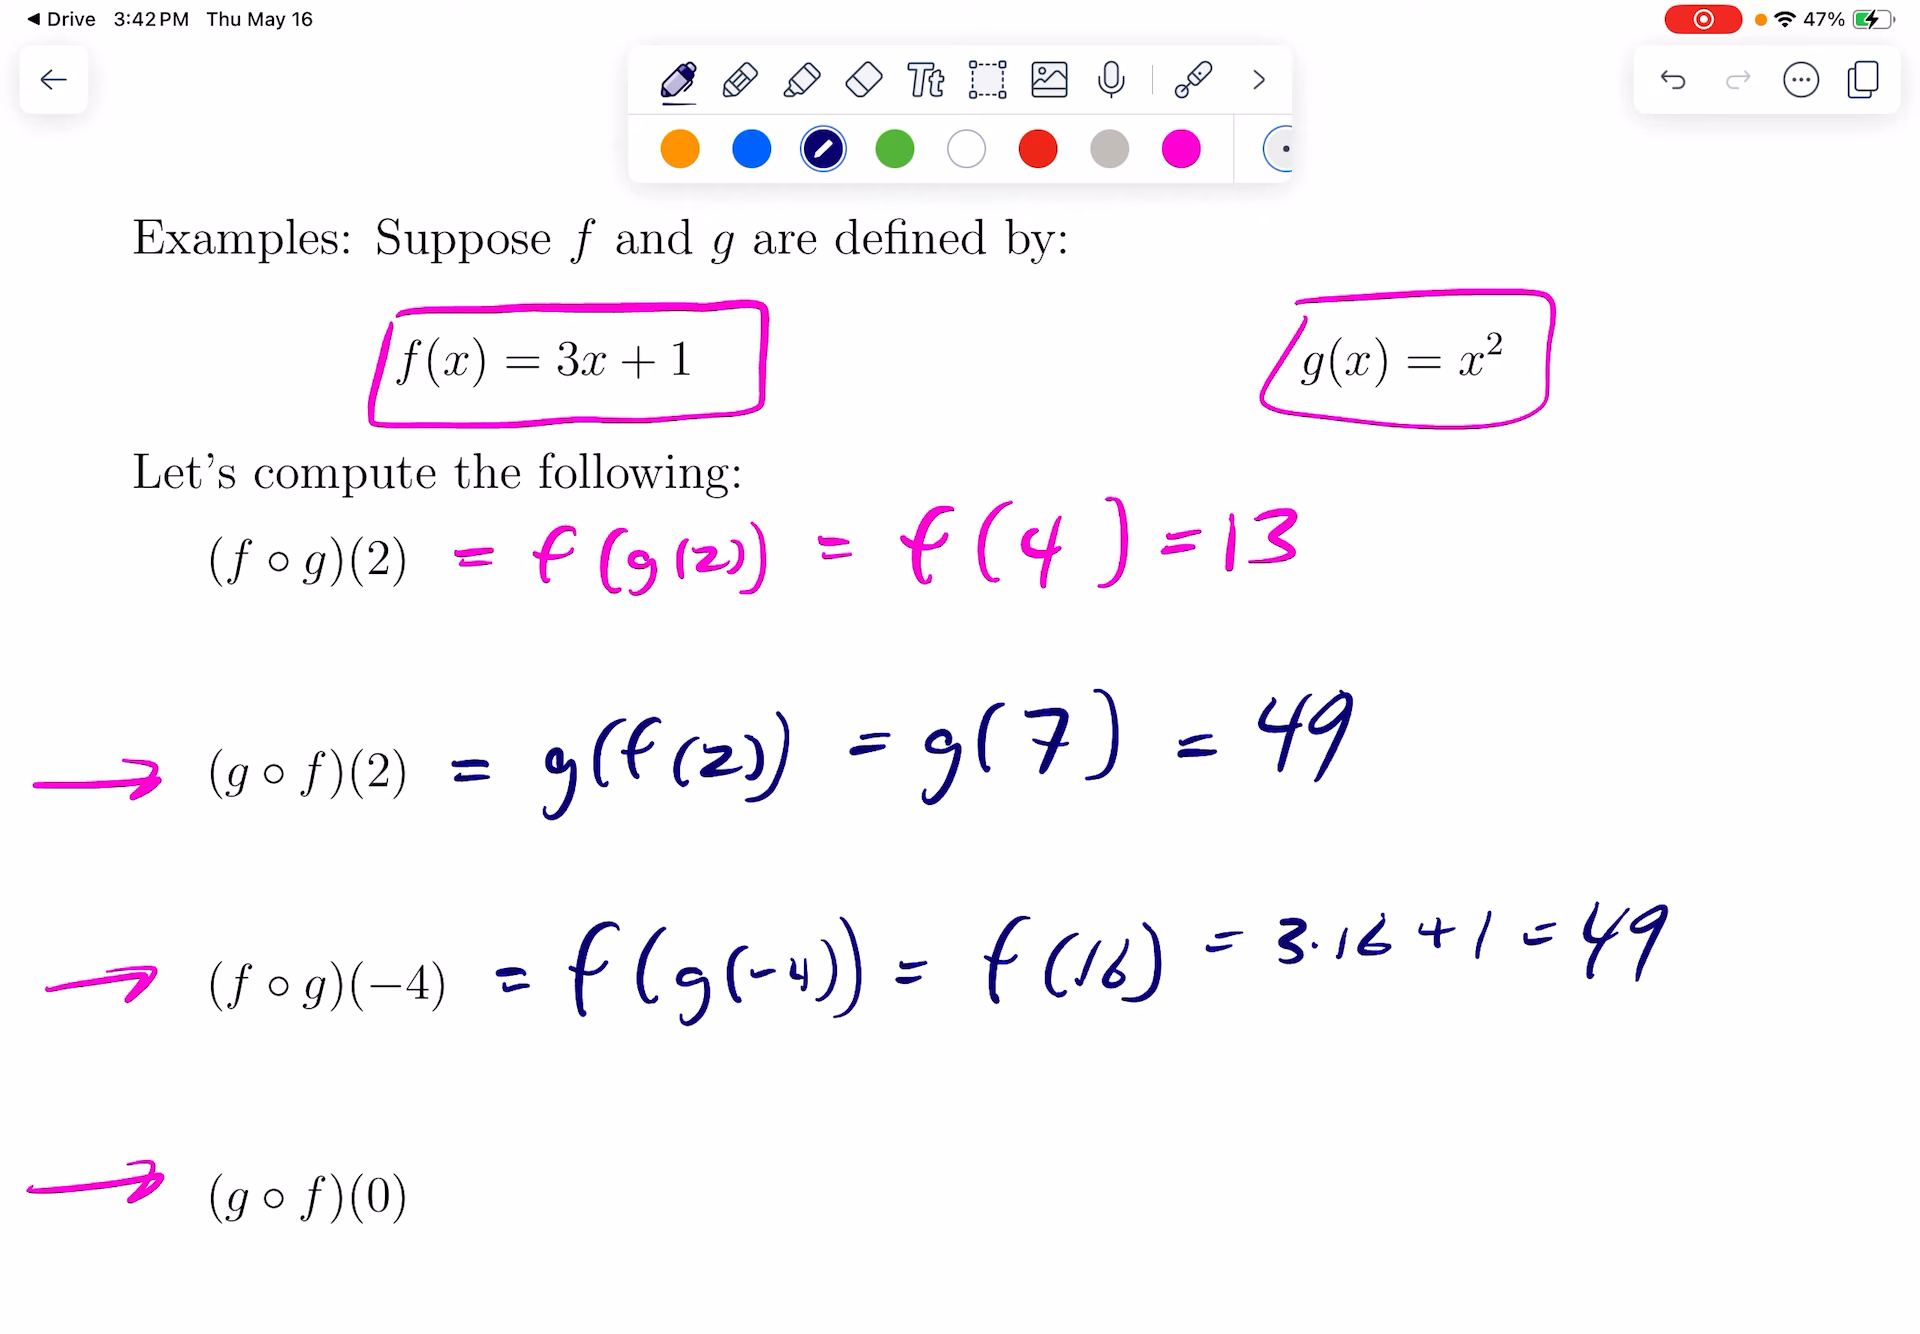 ◀ Drive 3:42 PM Thu May 16 47%
Tt
Examples: Suppose f and g are defined by:
f(x) = 3x + 1 g(x) = x²
Let's compute the following:
(f ∘ g)(2) = f(g(2)) = f(4) = 13
(g ∘ f)(2) = g(f(2)) = g(7) = 49
(f ∘ g)(−4) = f(g(−4)) = f(16) = 3·16 + 1 = 49
(g ∘ f)(0)